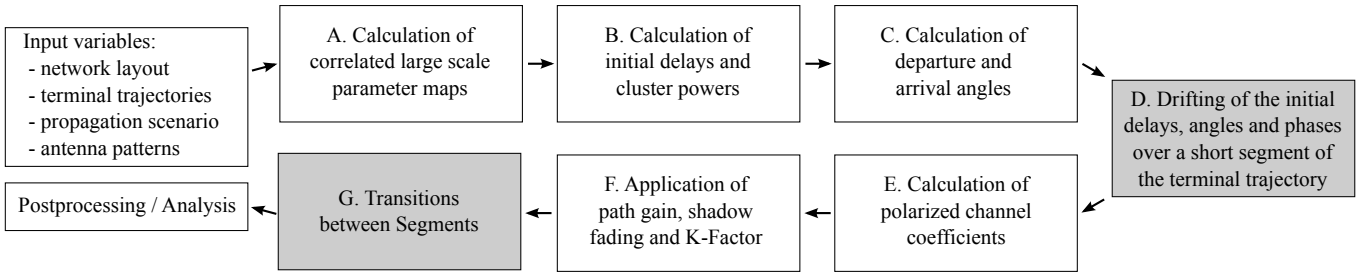 Input variables:
- network layout
- terminal trajectories
- propagation scenario
- antenna patterns
A. Calculation of
correlated large scale
parameter maps
B. Calculation of
initial delays and
cluster powers
C. Calculation of
departure and
arrival angles
D. Drifting of the initial
delays, angles and phases
over a short segment of
the terminal trajectory
E. Calculation of
polarized channel
coefficients
F. Application of
path gain, shadow
fading and K-Factor
G. Transitions
between Segments
Postprocessing / Analysis